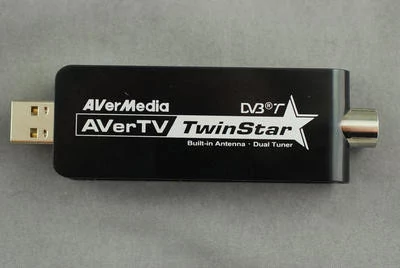 AVerMedia DVB®T
AVerTV TwinStar
Built-in Antenna · Dual Tuner